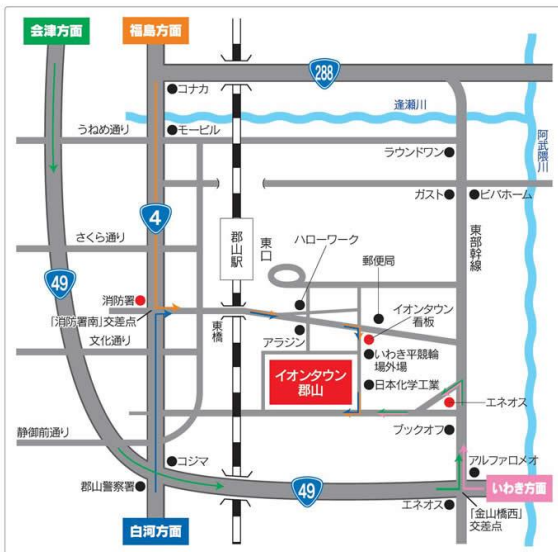 会津方面
福島方面
288
コナカ
逢瀬川
モービル
うねめ通り
ラウンドワン
阿武隈川
ガスト
ビバホーム
4
さくら通り
郡山駅
東口
ハローワーク
東部幹線
郵便局
49
消防署
「消防署南」交差点
イオンタウン
看板
文化通り
東橋
アラジン
いわき平競輪
場外場
イオンタウン
郡山
日本化学工業
エネオス
ブックオフ
静御前通り
コジマ
アルファロメオ
郡山警察署
49
いわき方面
エネオス
「金山橋西」
交差点
白河方面